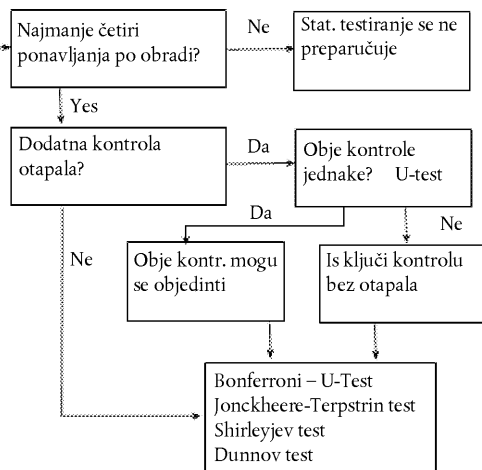 Najmanje četiri
ponavljanja po obradi?
Ne
Stat. testiranje se ne
preparučuje
Yes
Dodatna kontrola
otapala?
Da
Obje kontrole
jednake? U-test
Da
Ne
Ne
Obje kontr. mogu
se objedinti
Is ključi kontrolu
bez otapala
Bonferroni – U-Test
Jonckheere-Terpstrin test
Shirleyjev test
Dunnov test